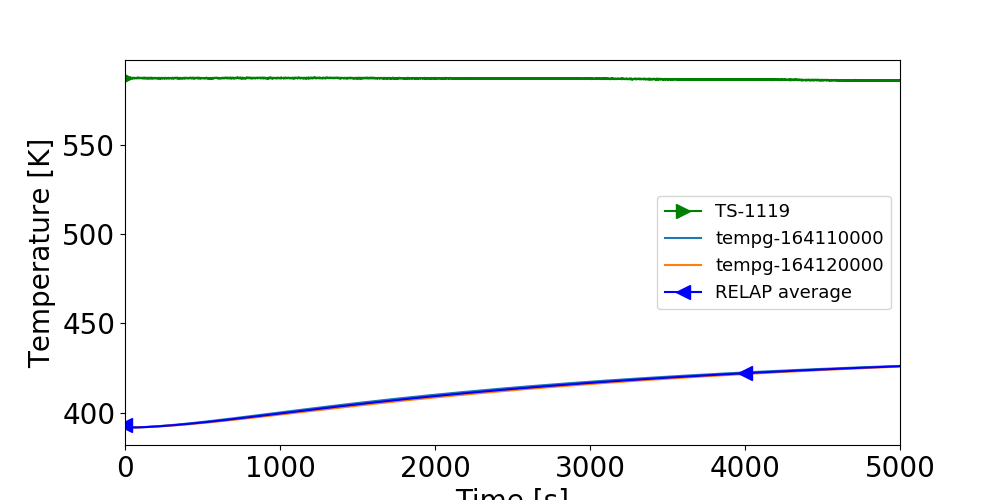 Temperature [K]
550
500
450
400
TS-1119
tempg-164110000
tempg-164120000
RELAP average
0 1000 2000 3000 4000 5000
Time [s]